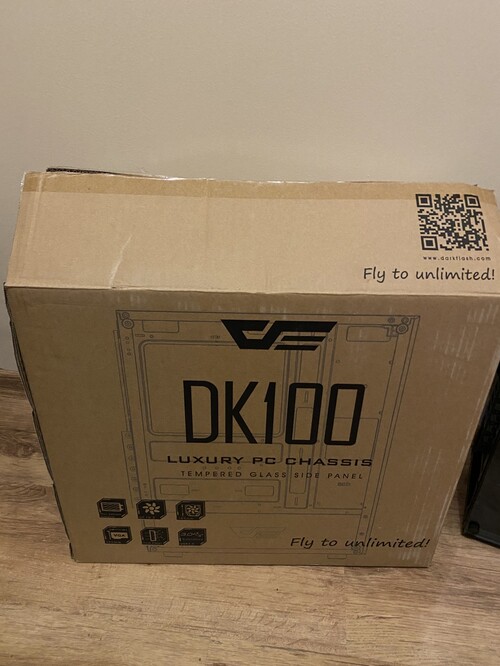 www.darkflash.com
Fly to unlimited!
DK100
LUXURY PC CHASSIS
TEMPERED GLASS SIDE PANEL
Fly to unlimited!